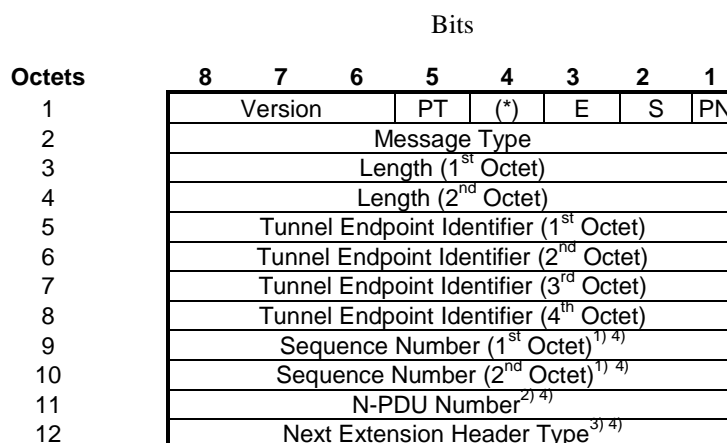 Bits
Octets 8 7 6 5 4 3 2 1
1 Version PT (*) E S PN
2 Message Type
3 Length (1st Octet)
4 Length (2nd Octet)
5 Tunnel Endpoint Identifier (1st Octet)
6 Tunnel Endpoint Identifier (2nd Octet)
7 Tunnel Endpoint Identifier (3rd Octet)
8 Tunnel Endpoint Identifier (4th Octet)
9 Sequence Number (1st Octet)1) 4)
10 Sequence Number (2nd Octet)1) 4)
11 N-PDU Number2) 4)
12 Next Extension Header Type3) 4)